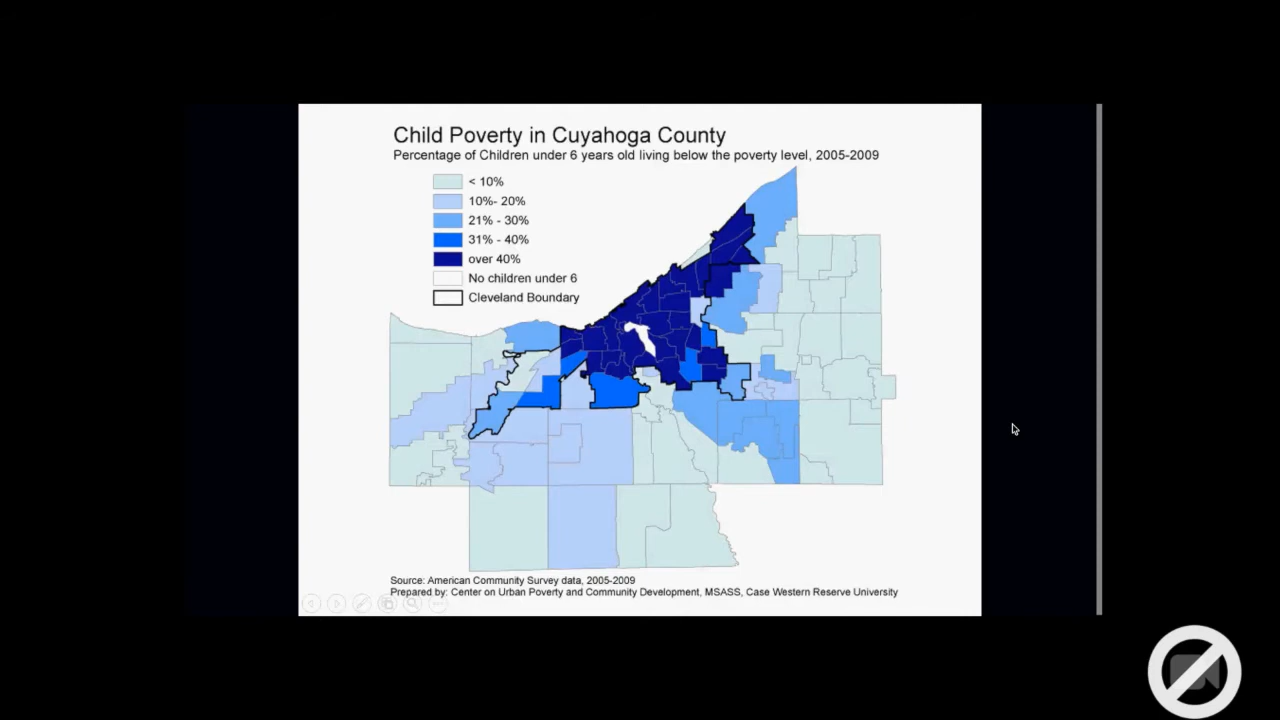 Child Poverty in Cuyahoga County
Percentage of Children under 6 years old living below the poverty level, 2005-2009
< 10%
10%- 20%
21% - 30%
31% - 40%
over 40%
No children under 6
Cleveland Boundary
Source: American Community Survey data, 2005-2009
Prepared by: Center on Urban Poverty and Community Development, MSASS, Case Western Reserve University